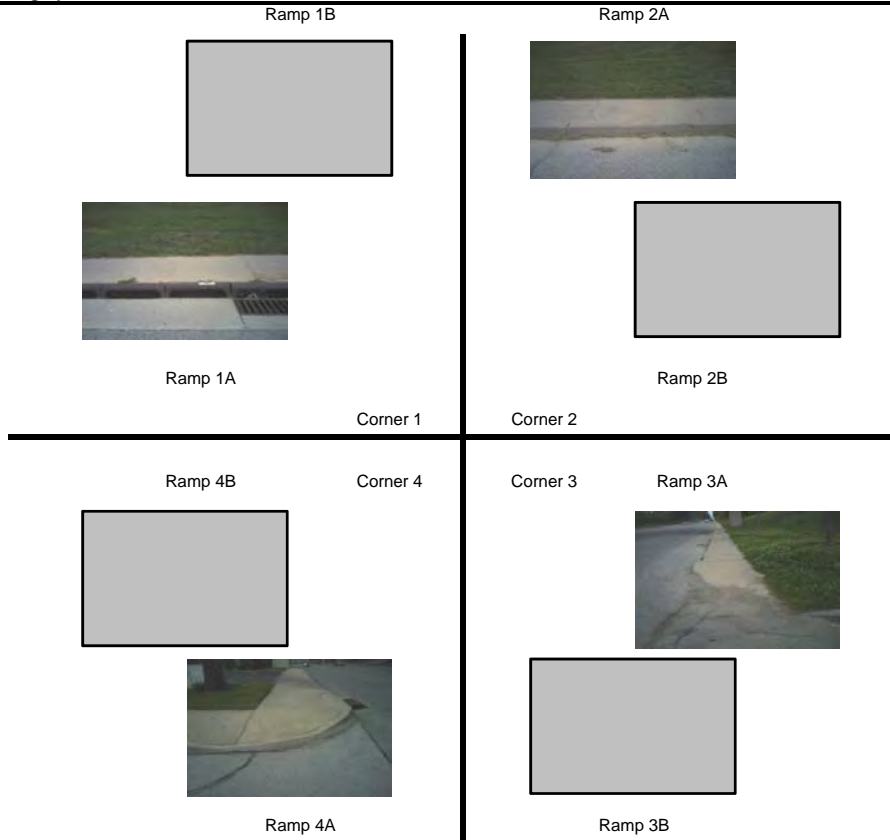 Ramp 1B
Ramp 2A
Ramp 1A
Ramp 2B
Corner 1
Corner 2
Ramp 4B
Corner 4
Corner 3
Ramp 3A
Ramp 4A
Ramp 3B